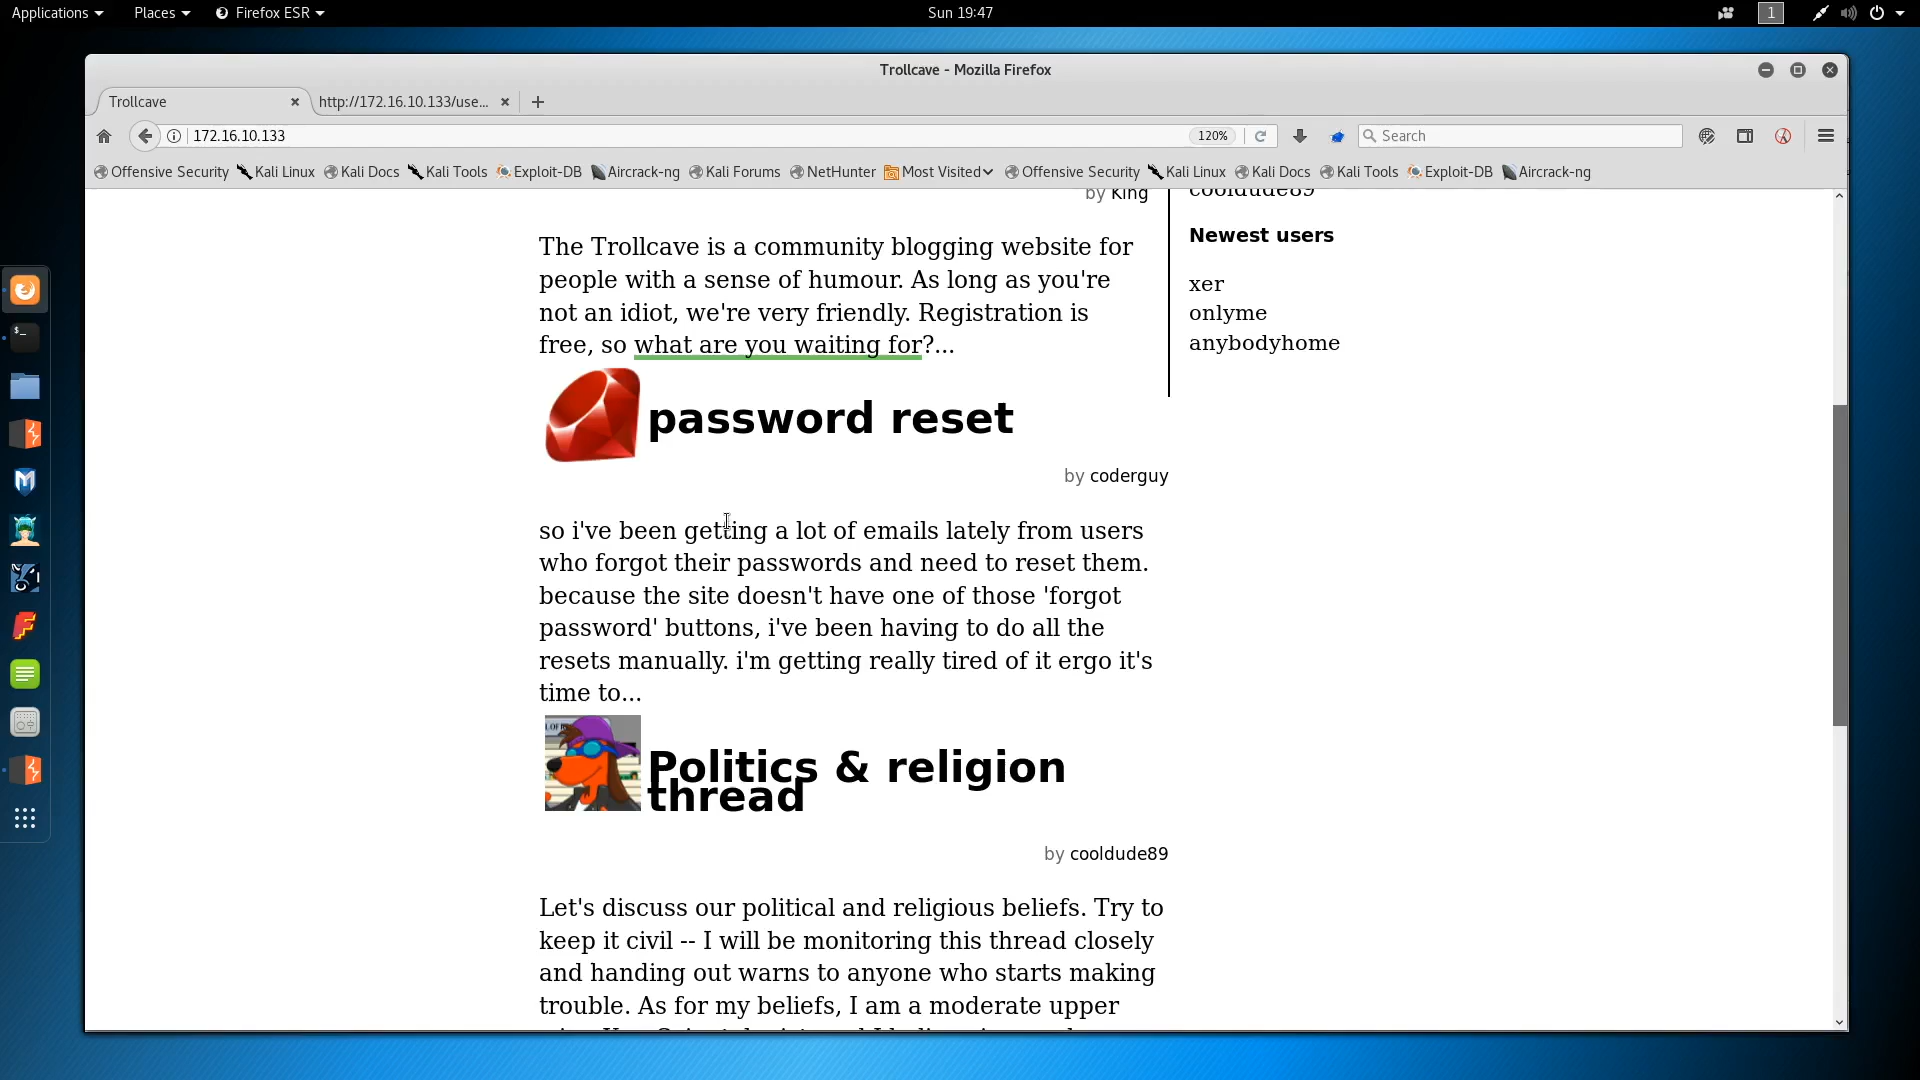 Applications Places Firefox ESR Sun 19:47 1
Trollcave - Mozilla Firefox
Trollcave http://172.16.10.133/use...
172.16.10.133 120% Search
Offensive Security Kali Linux Kali Docs Kali Tools Exploit-DB Aircrack-ng Kali Forums NetHunter Most Visited Offensive Security Kali Linux Kali Docs Kali Tools Exploit-DB Aircrack-ng
by King
cooldude89
Newest users
xer
onlyme
anybodyhome
The Trollcave is a community blogging website for
people with a sense of humour. As long as you're
not an idiot, we're very friendly. Registration is
free, so what are you waiting for?...
password reset
by coderguy
so i've been getting a lot of emails lately from users
who forgot their passwords and need to reset them.
because the site doesn't have one of those 'forgot
password' buttons, i've been having to do all the
resets manually. i'm getting really tired of it ergo it's
time to...
Politics & religion
thread
by cooldude89
Let's discuss our political and religious beliefs. Try to
keep it civil -- I will be monitoring this thread closely
and handing out warns to anyone who starts making
trouble. As for my beliefs, I am a moderate upper